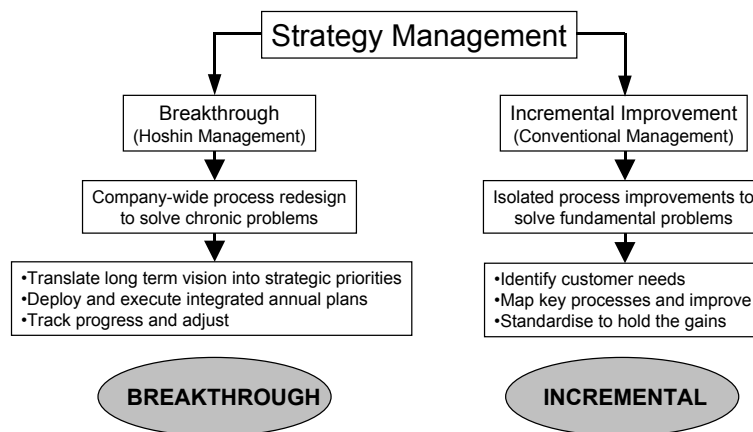 Strategy Management
Breakthrough
(Hoshin Management)
Company-wide process redesign
to solve chronic problems
•Translate long term vision into strategic priorities
•Deploy and execute integrated annual plans
•Track progress and adjust
BREAKTHROUGH
Incremental Improvement
(Conventional Management)
Isolated process improvements to
solve fundamental problems
•Identify customer needs
•Map key processes and improve
•Standardise to hold the gains
INCREMENTAL